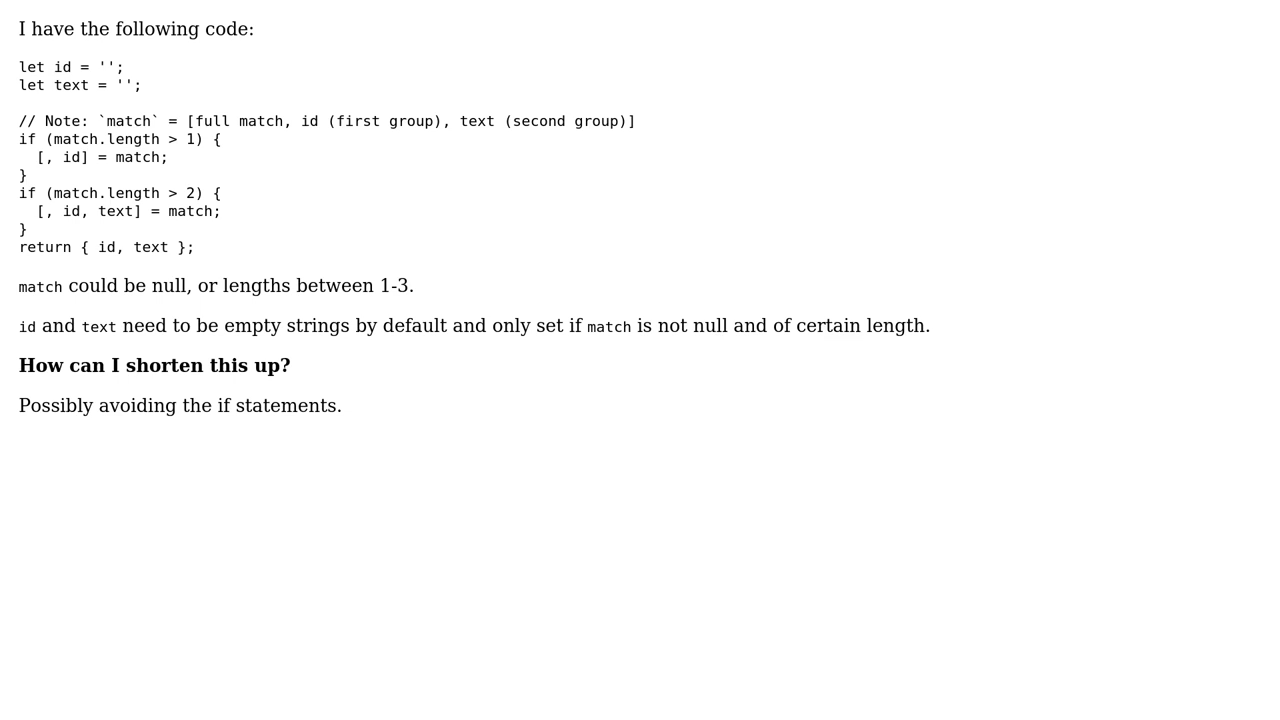 I have the following code:
let id = '';
let text = '';
// Note: `match` = [full match, id (first group), text (second group)]
if (match.length > 1) {
  [, id] = match;
}
if (match.length > 2) {
  [, id, text] = match;
}
return { id, text };
match could be null, or lengths between 1-3.
id and text need to be empty strings by default and only set if match is not null and of certain length.
How can I shorten this up?
Possibly avoiding the if statements.